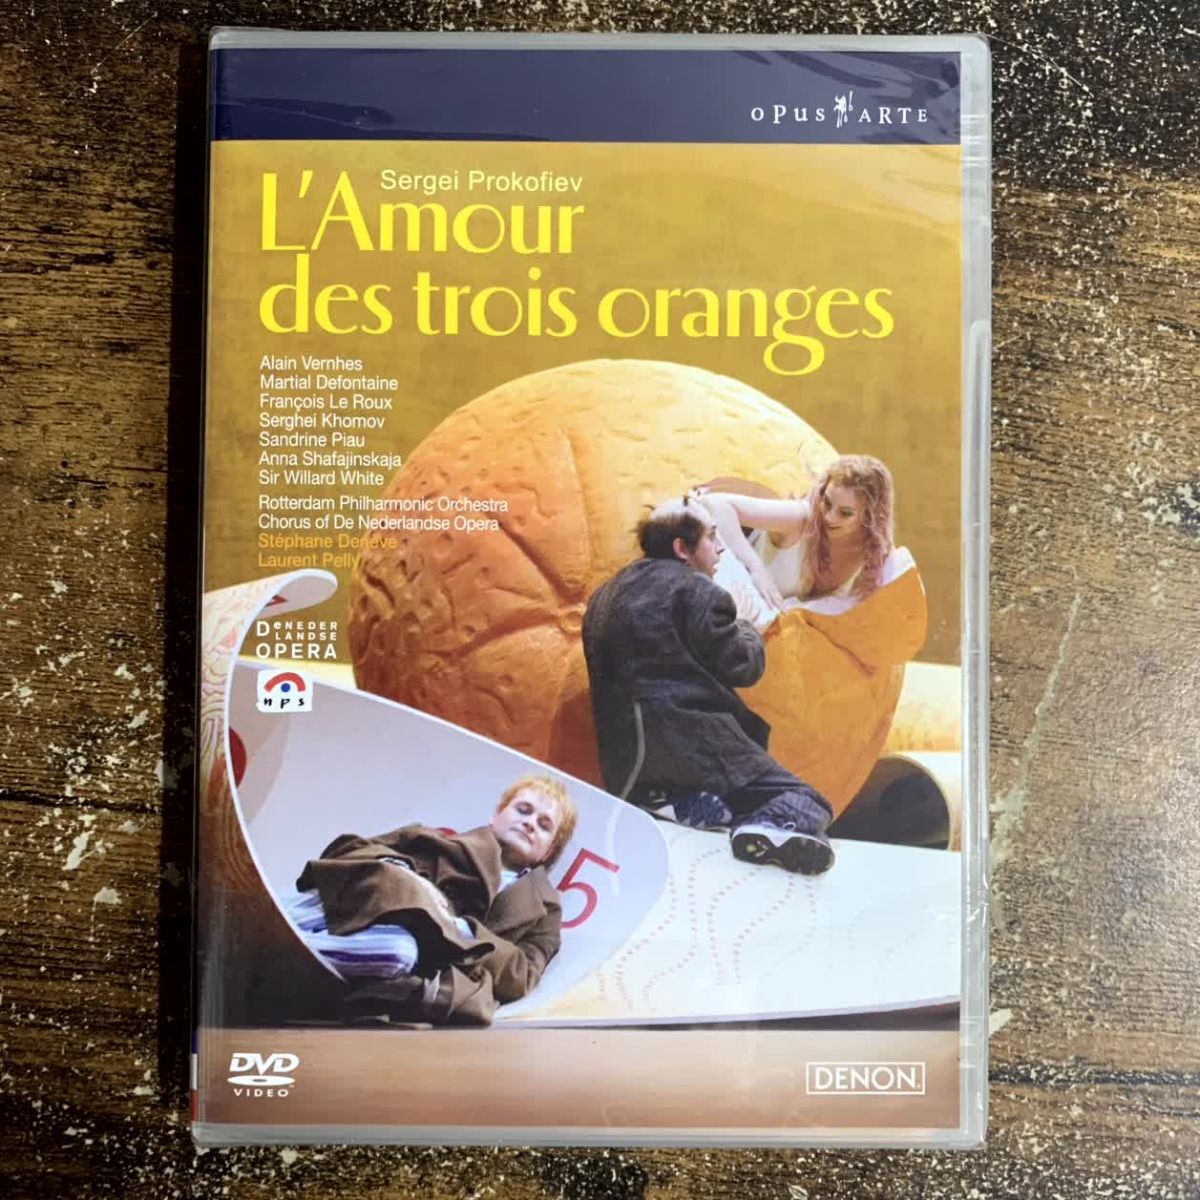 OPUS ARTE
Sergei Prokofiev
L'Amour
des trois oranges
Alain Vernhes
Martial Defontaine
François Le Roux
Serghei Khomov
Sandrine Piau
Anna Shafajinskaja
Sir Willard White
Rotterdam Philharmonic Orchestra
Chorus of De Nederlandse Opera
Stéphane Denève
Laurent Pelly
DeNEDER
LANDSE
OPERA
nps
5
DVD
VIDEO
DENON